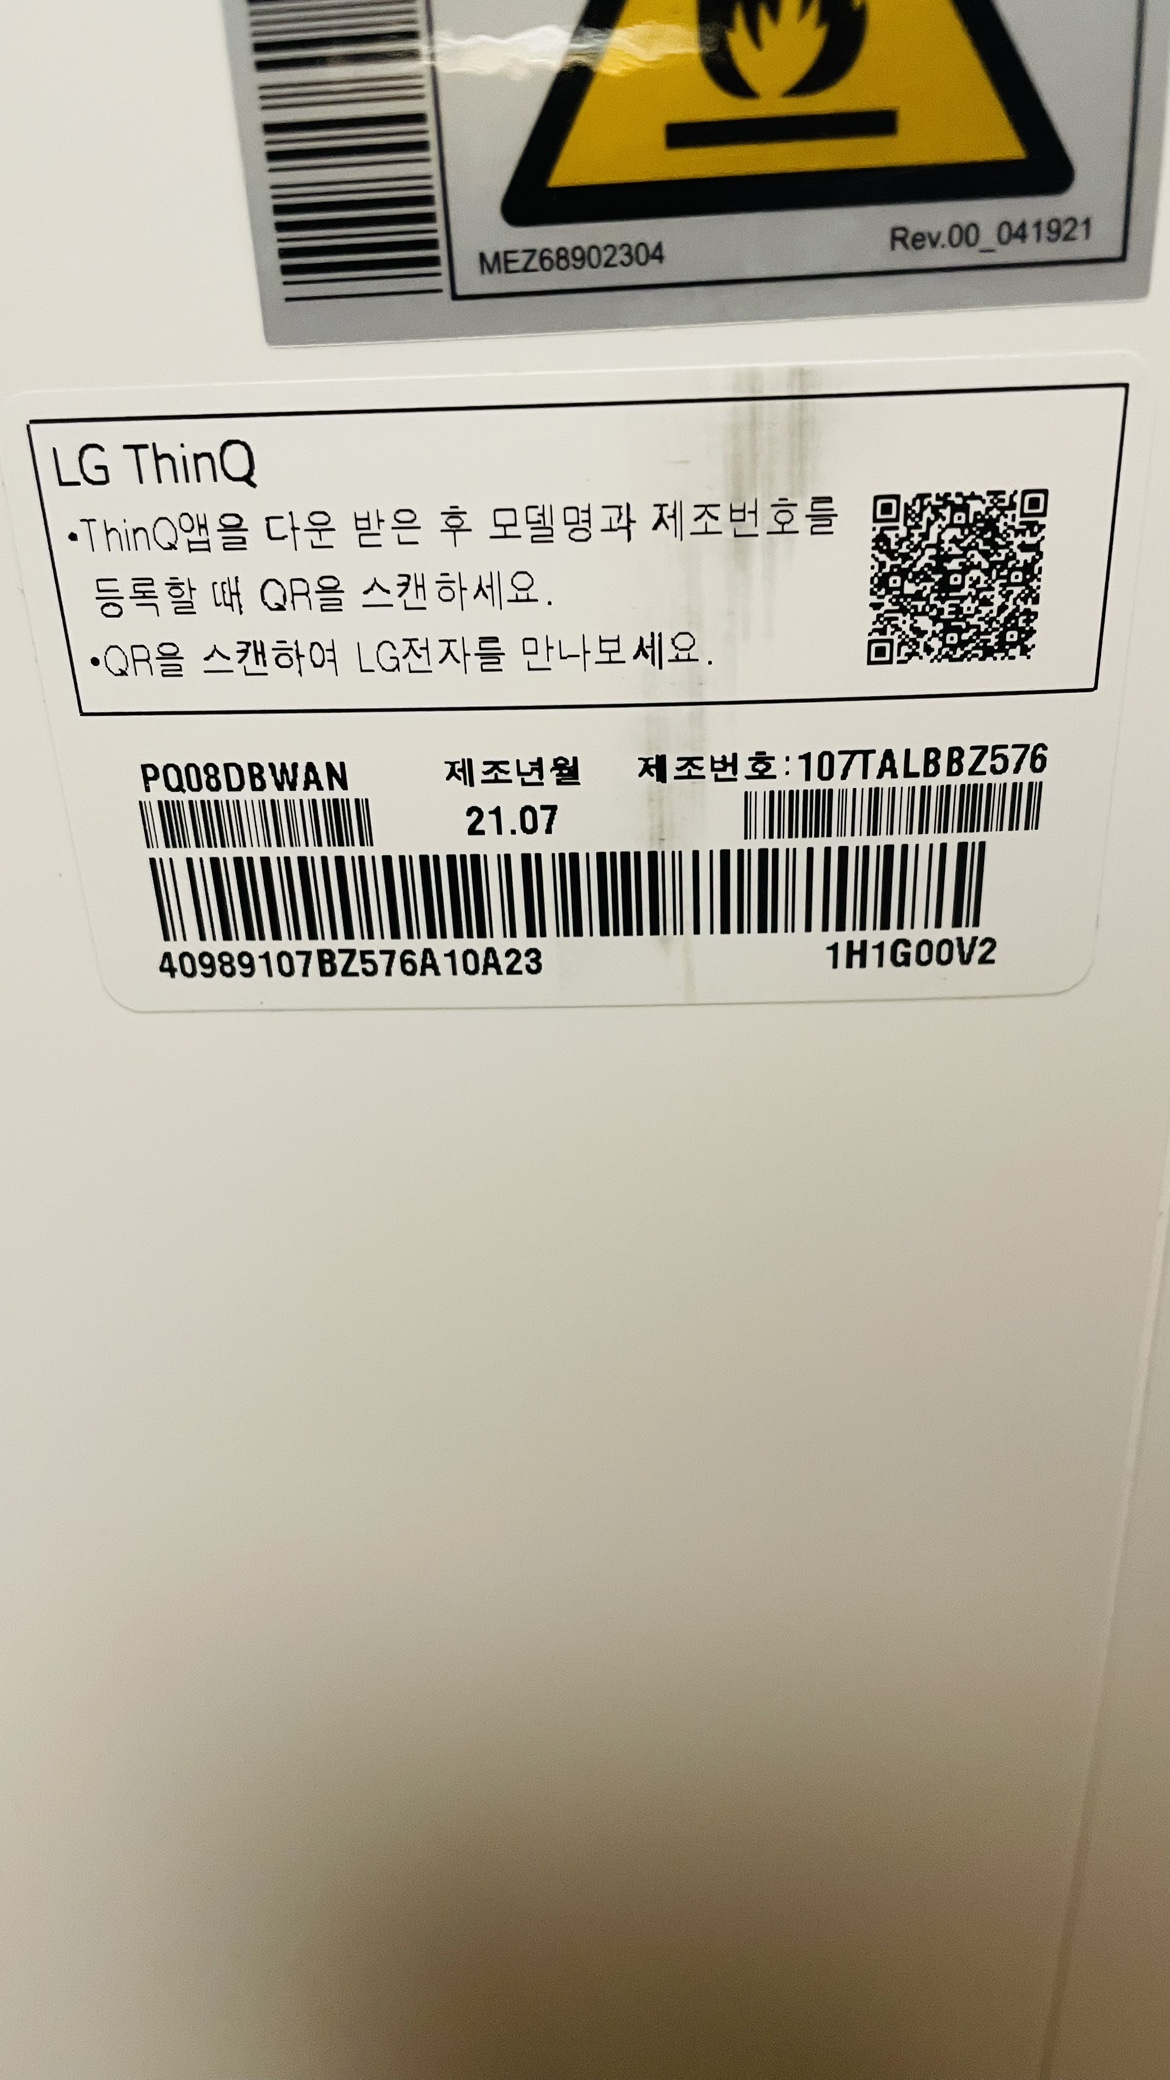 MEZ68902304 Rev.00_041921
LG ThinQ
•ThinQ앱을 다운 받은 후 모델명과 제조번호를
등록할 때 QR을 스캔하세요.
•QR을 스캔하여 LG전자를 만나보세요.
PQ08DBWAN 제조년월 제조번호:107TALBBZ576
21.07
40989107BZ576A10A23 1H1G00V2